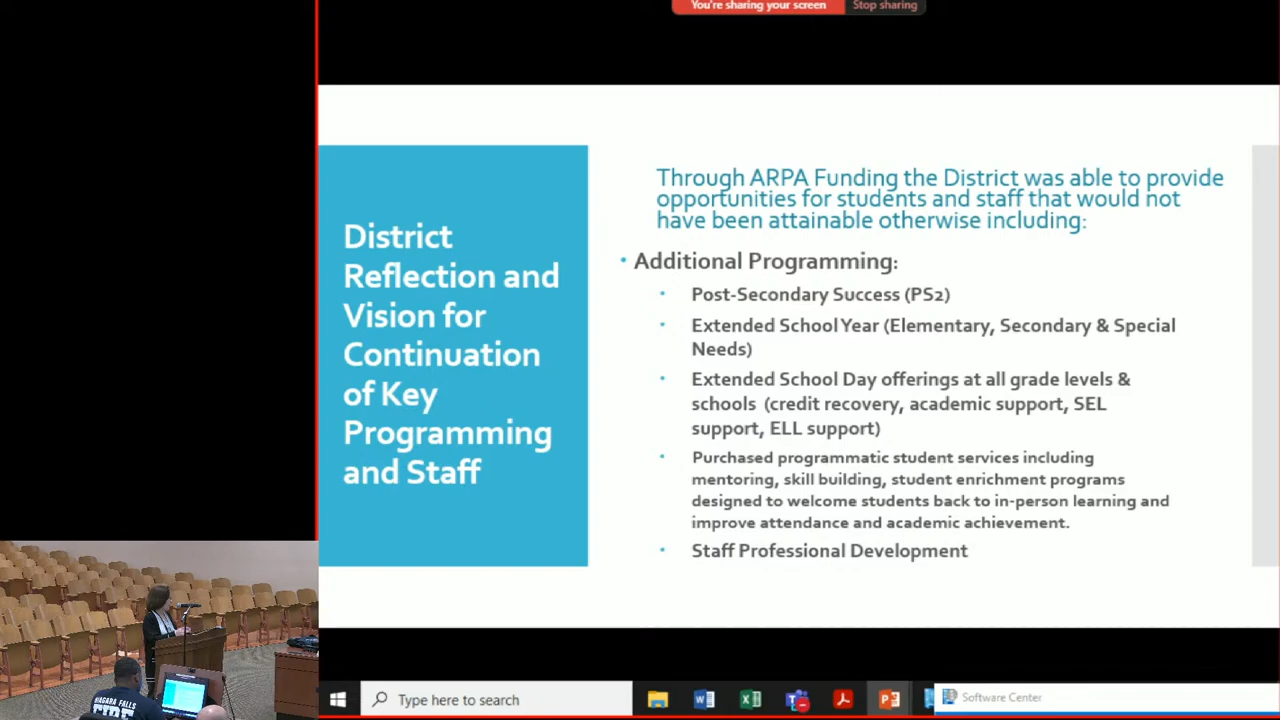 You're sharing your screen
Stop sharing
District
Reflection and
Vision for
Continuation
of Key
Programming
and Staff
Through ARPA Funding the District was able to provide
opportunities for students and staff that would not
have been attainable otherwise including:
• Additional Programming:
• Post-Secondary Success (PS2)
• Extended School Year (Elementary, Secondary & Special
Needs)
• Extended School Day offerings at all grade levels &
schools (credit recovery, academic support, SEL
support, ELL support)
• Purchased programmatic student services including
mentoring, skill building, student enrichment programs
designed to welcome students back to in-person learning and
improve attendance and academic achievement.
• Staff Professional Development
NIAGARA FALLS
FIRE
Type here to search
Software Center